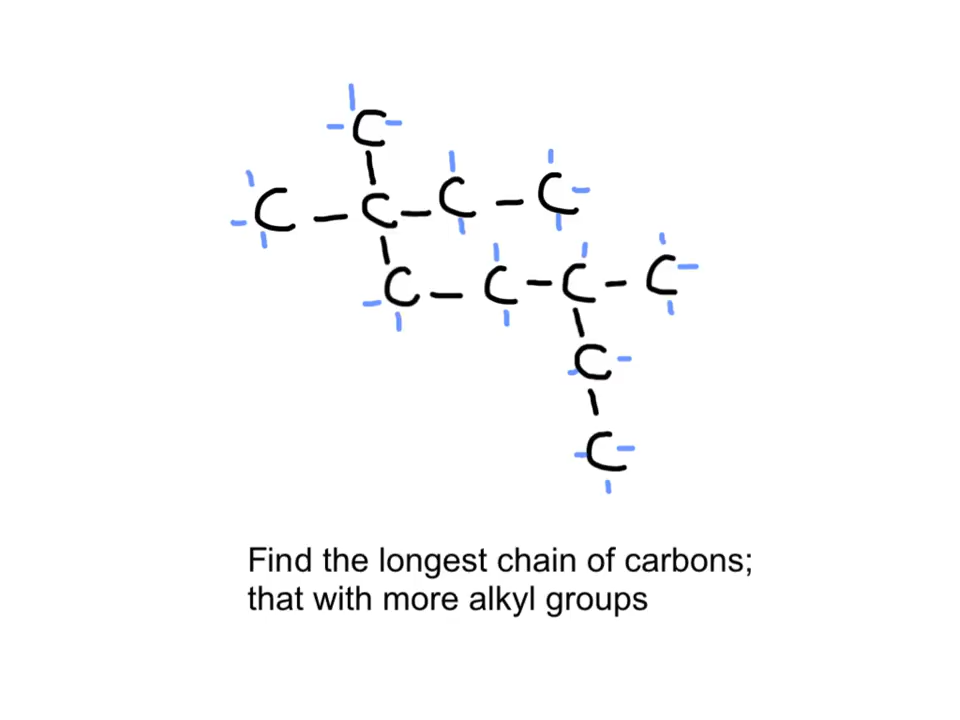 C
C – C – C – C
C – C – C – C
C
C
Find the longest chain of carbons;
that with more alkyl groups